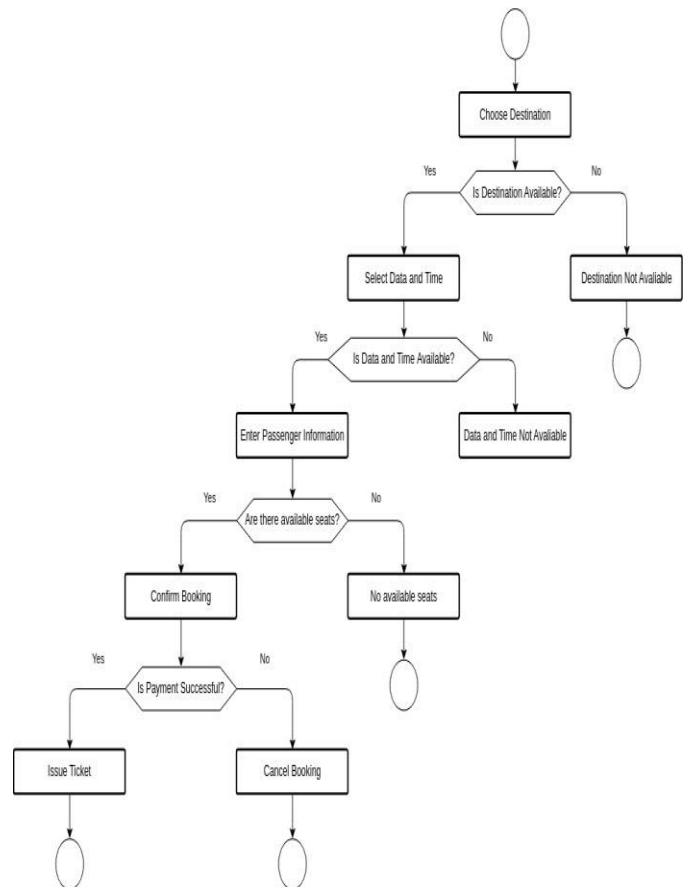 Choose Destination
Yes
No
Is Destination Available?
Select Data and Time
Destination Not Avaliable
Yes
No
Is Data and Time Available?
Enter Passenger Information
Data and Time Not Avaliable
Yes
No
Are there available seats?
Confirm Booking
No available seats
Yes
No
Is Payment Successful?
Issue Ticket
Cancel Booking